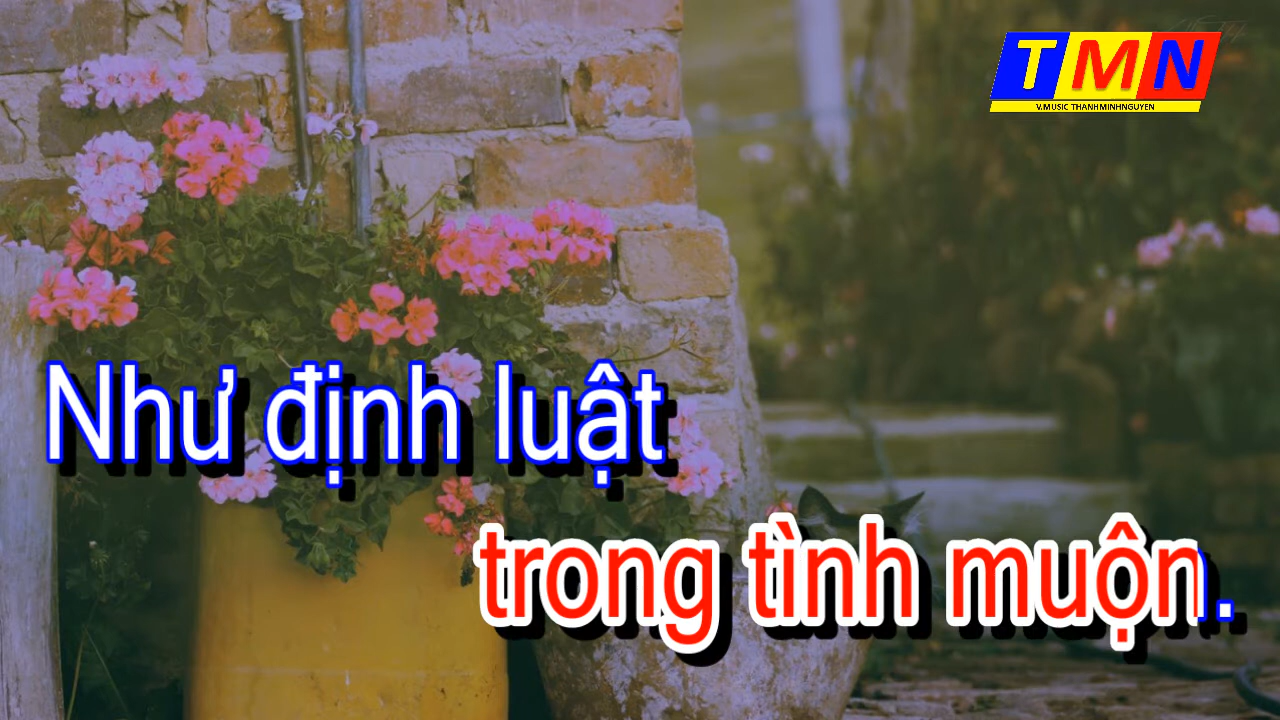 TMN
V.MUSIC THANHMINHNGUYEN
Như định luật
trong tình muộn.